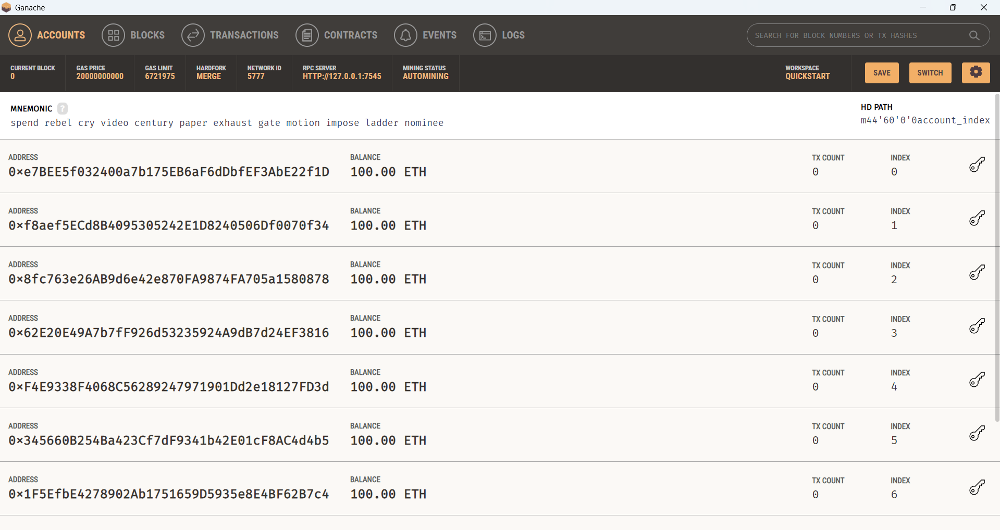 Ganache
ACCOUNTS BLOCKS TRANSACTIONS CONTRACTS EVENTS LOGS SEARCH FOR BLOCK NUMBERS OR TX HASHES
CURRENT BLOCK GAS PRICE GAS LIMIT HARDFORK NETWORK ID RPC SERVER MINING STATUS WORKSPACE
0 20000000000 6721975 MERGE 5777 HTTP://127.0.0.1:7545 AUTOMINING QUICKSTART SAVE SWITCH
MNEMONIC ? HD PATH
spend rebel cry video century paper exhaust gate motion impose ladder nominee m44'60'0'0account_index
ADDRESS BALANCE TX COUNT INDEX
0×e7BEE5f032400a7b175EB6aF6dDbfEF3AbE22f1D 100.00 ETH 0 0
ADDRESS BALANCE TX COUNT INDEX
0×f8aef5ECd8B4095305242E1D8240506Df0070f34 100.00 ETH 0 1
ADDRESS BALANCE TX COUNT INDEX
0×8fc763e26AB9d6e42e870FA9874FA705a1580878 100.00 ETH 0 2
ADDRESS BALANCE TX COUNT INDEX
0×62E20E49A7b7fF926d53235924A9dB7d24EF3816 100.00 ETH 0 3
ADDRESS BALANCE TX COUNT INDEX
0×F4E9338F4068C56289247971901Dd2e18127FD3d 100.00 ETH 0 4
ADDRESS BALANCE TX COUNT INDEX
0×345660B254Ba423Cf7dF9341b42E01cF8AC4d4b5 100.00 ETH 0 5
ADDRESS BALANCE TX COUNT INDEX
0×1F5EfbE4278902Ab1751659D5935e8E4BF62B7c4 100.00 ETH 0 6